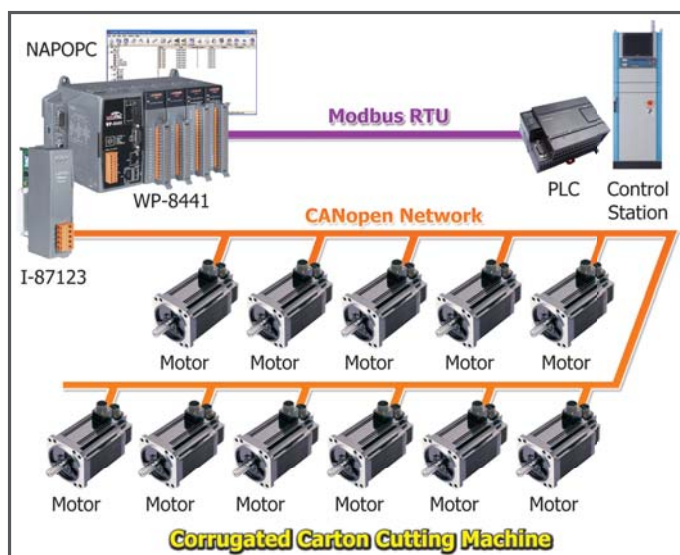 NAPOPC
Modbus RTU
WP-8441
PLC
Control
Station
CANopen Network
I-87123
Motor Motor Motor Motor Motor
Motor Motor Motor Motor Motor Motor
Corrugated Carton Cutting Machine